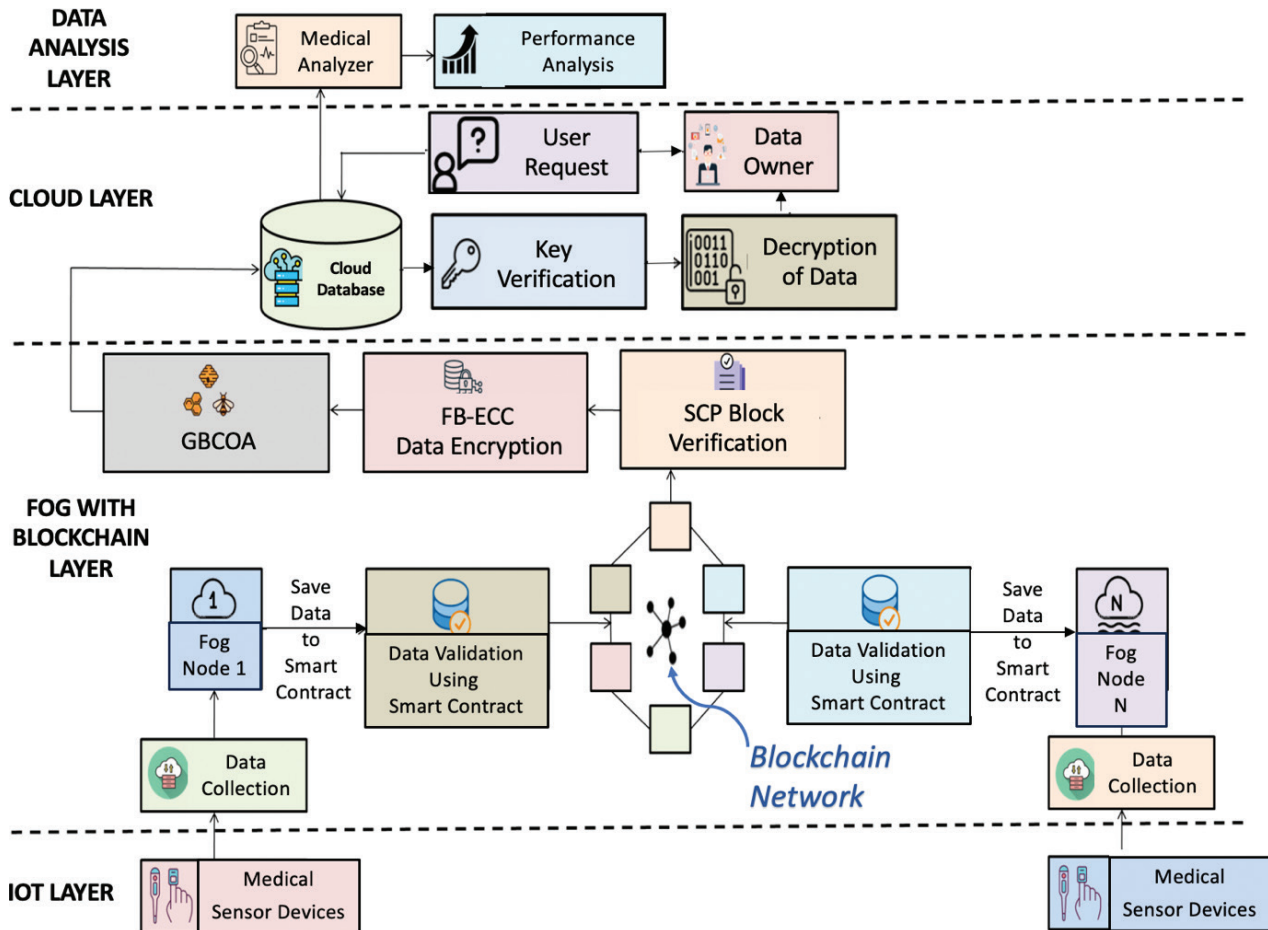 DATA
ANALYSIS
LAYER
Medical
Analyzer
Performance
Analysis
CLOUD LAYER
?
User
Request
Data
Owner
Cloud
Database
Key
Verification
0011
0110
001
Decryption
of Data
GBCOA
FB-ECC
Data Encryption
SCP Block
Verification
FOG WITH
BLOCKCHAIN
LAYER
1
Fog
Node 1
Save
Data
to
Smart
Contract
Data Validation
Using
Smart Contract
Blockchain
Network
Data Validation
Using
Smart Contract
Save
Data
to
Smart
Contract
N
Fog
Node
N
Data
Collection
Data
Collection
IOT LAYER
Medical
Sensor Devices
Medical
Sensor Devices